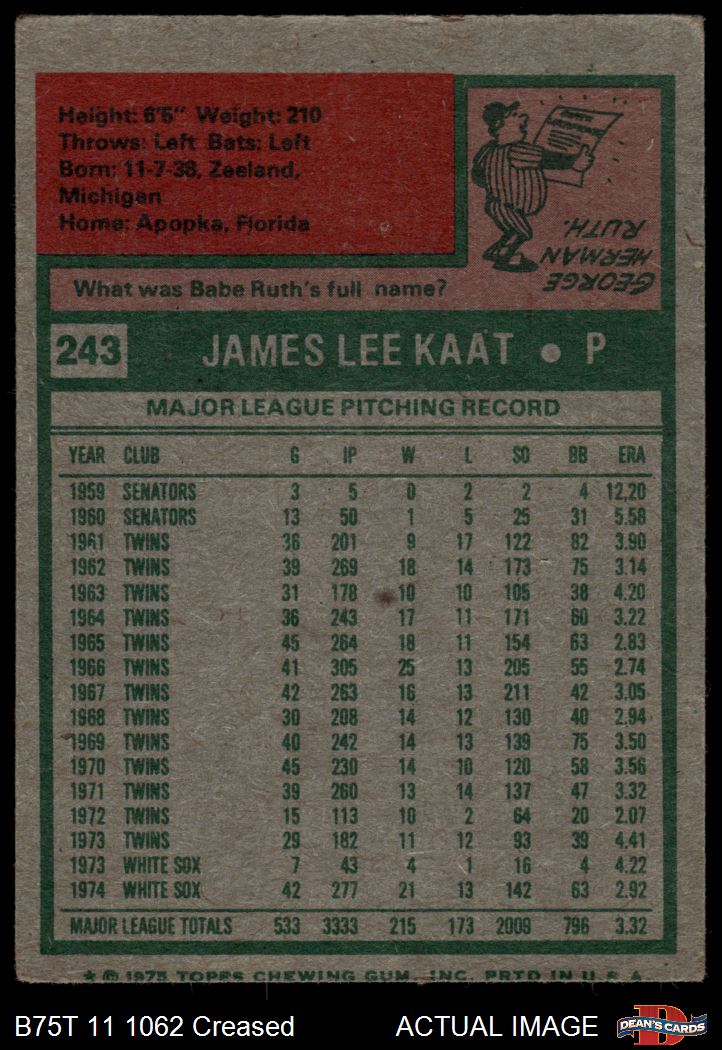 Height: 6'5" Weight: 210
Throws: Left Bats: Left
Born: 11-7-38, Zeeland,
Michigan
Home: Apopka, Florida
GEORGE
HERMAN
RUTH.
What was Babe Ruth's full name?
243 JAMES LEE KAAT • P
MAJOR LEAGUE PITCHING RECORD
YEAR CLUB G IP W L SO BB ERA
1959 SENATORS 3 5 0 2 2 4 12.20
1960 SENATORS 13 50 1 5 25 31 5.58
1961 TWINS 36 201 9 17 122 82 3.90
1962 TWINS 39 269 18 14 173 75 3.14
1963 TWINS 31 178 10 10 105 38 4.20
1964 TWINS 36 243 17 11 171 60 3.22
1965 TWINS 45 264 18 11 154 63 2.83
1966 TWINS 41 305 25 13 205 55 2.74
1967 TWINS 42 263 16 13 211 42 3.05
1968 TWINS 30 208 14 12 130 40 2.94
1969 TWINS 40 242 14 13 139 75 3.50
1970 TWINS 45 230 14 10 120 58 3.56
1971 TWINS 39 260 13 14 137 47 3.32
1972 TWINS 15 113 10 2 64 20 2.07
1973 TWINS 29 182 11 12 93 39 4.41
1973 WHITE SOX 7 43 4 1 16 4 4.22
1974 WHITE SOX 42 277 21 13 142 63 2.92
MAJOR LEAGUE TOTALS 533 3333 215 173 2009 796 3.32
★ © 1975 TOPPS CHEWING GUM, INC. PRTD IN U.S.A.
B75T 11 1062 Creased ACTUAL IMAGE DEAN'S CARDS